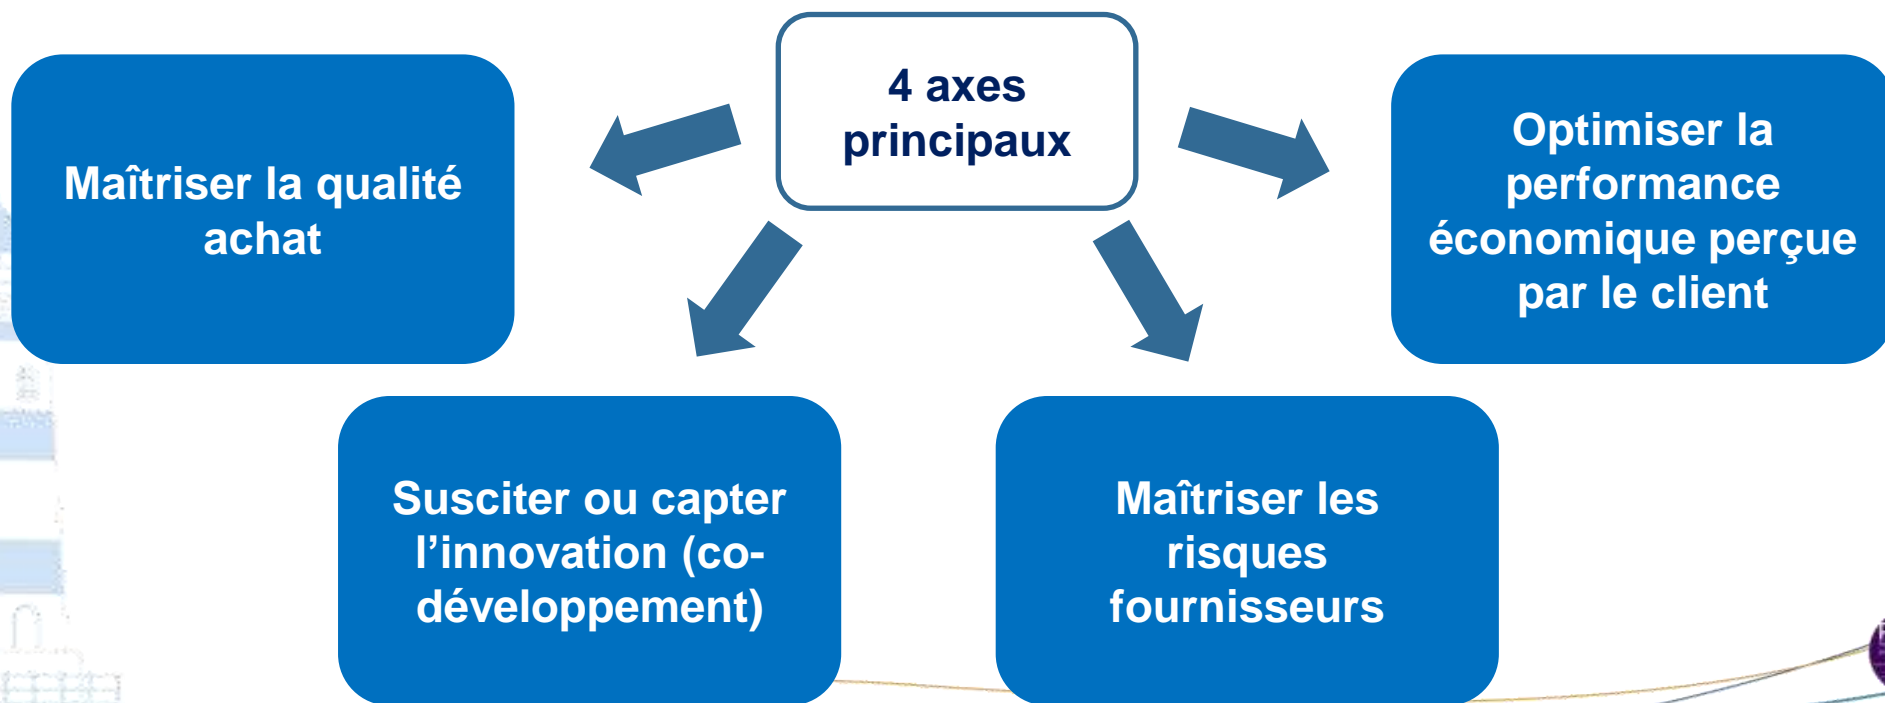 4 axes
principaux
Maîtriser la qualité
achat
Optimiser la
performance
économique perçue
par le client
Susciter ou capter
l’innovation (co-
développement)
Maîtriser les
risques
fournisseurs